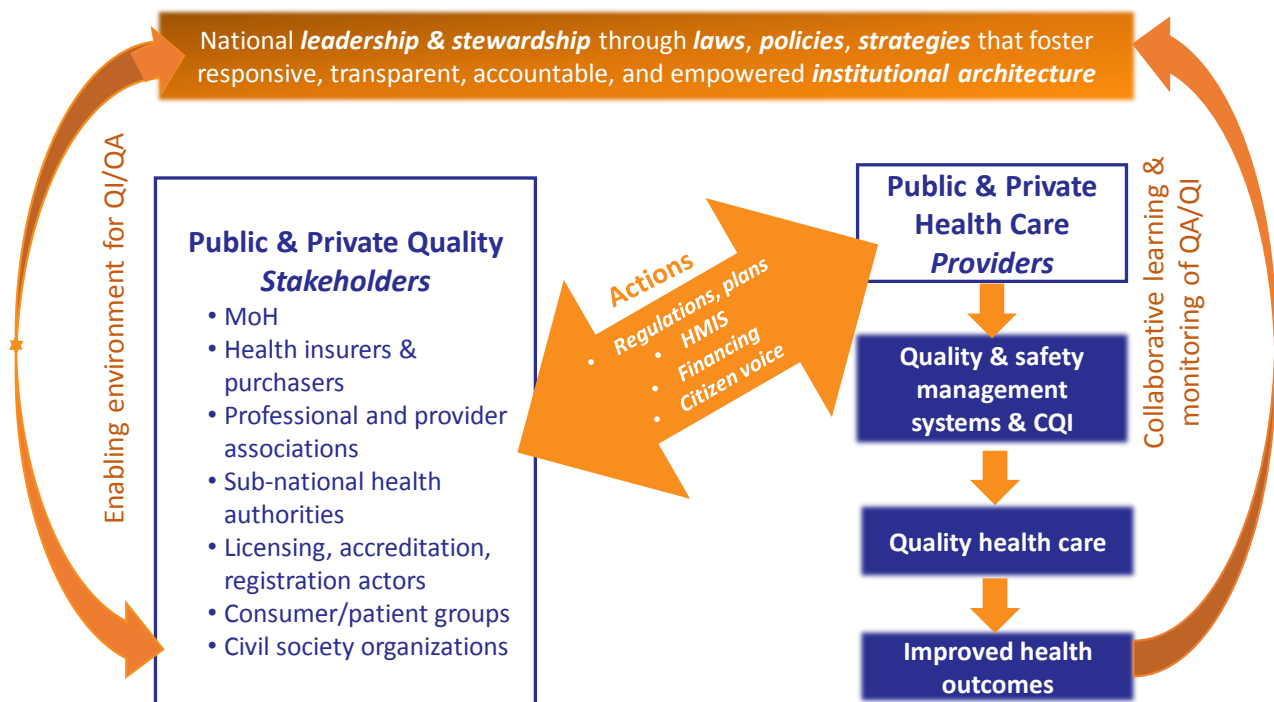 National leadership & stewardship through laws, policies, strategies that foster
responsive, transparent, accountable, and empowered institutional architecture
Enabling environment for QI/QA
Public & Private Quality
Stakeholders
• MoH
• Health insurers &
purchasers
• Professional and provider
associations
• Sub-national health
authorities
• Licensing, accreditation,
registration actors
• Consumer/patient groups
• Civil society organizations
Actions
• Regulations, plans
• HMIS
• Financing
• Citizen voice
Public & Private
Health Care
Providers
Quality & safety
management
systems & CQI
Quality health care
Improved health
outcomes
Collaborative learning &
monitoring of QA/QI